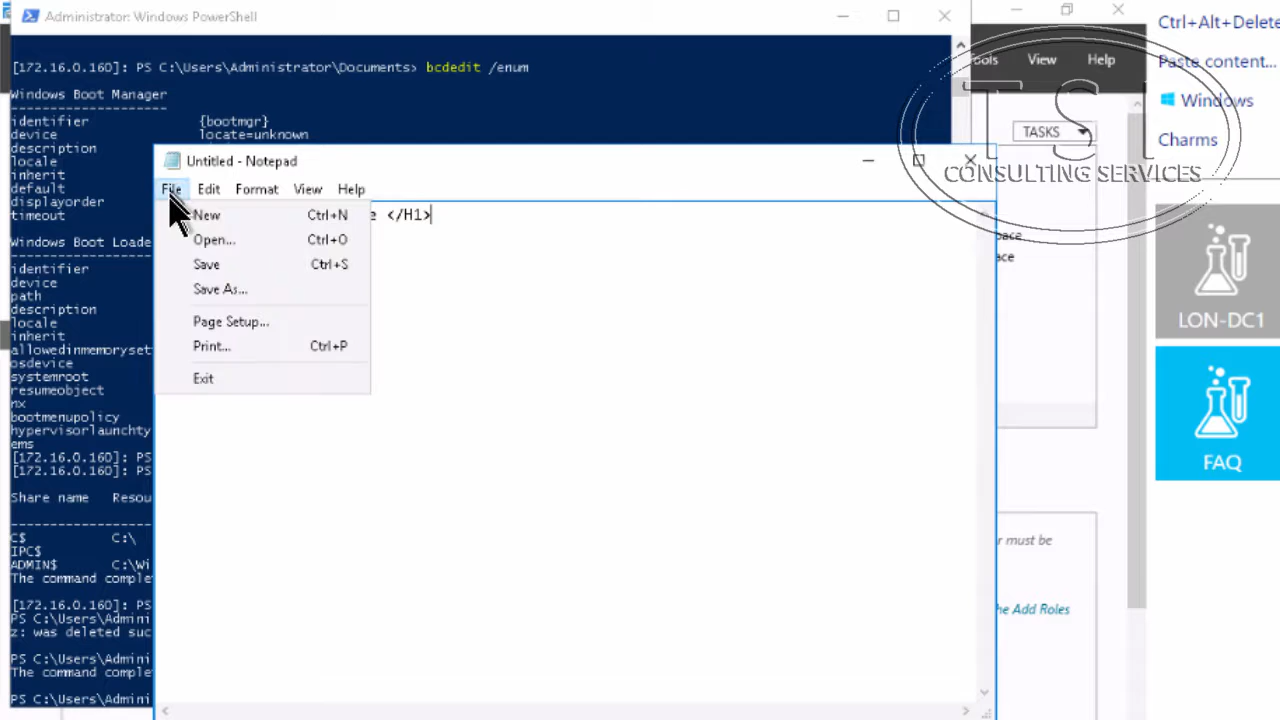 Administrator: Windows PowerShell
[172.16.0.160]: PS C:\Users\Administrator\Documents> bcdedit /enum
Windows Boot Manager
--------------------
identifier {bootmgr}
device locate=unknown
description
locale
inherit
default
displayorder
timeout
Windows Boot Loade
identifier
device
path
description
locale
inherit
allowedinmemoryset
osdevice
systemroot
resumeobject
nx
bootmenupolicy
hypervisorlaunchty
ems
[172.16.0.160]: PS
[172.16.0.160]: PS
Share name Resou
C$ C:\
IPC$
ADMIN$ C:\Wi
The command comple
[172.16.0.160]: PS
PS C:\Users\Admini
z: was deleted suc
PS C:\Users\Admini
The command comple
PS C:\Users\Admini
Untitled - Notepad
File Edit Format View Help
e </H1>
New Ctrl+N
Open... Ctrl+O
Save Ctrl+S
Save As...
Page Setup...
Print... Ctrl+P
Exit
ools View Help
TASKS
pace
ace
r must be
he Add Roles
Ctrl+Alt+Delete
Paste content...
Windows
Charms
TSI
CONSULTING SERVICES
LON-DC1
FAQ